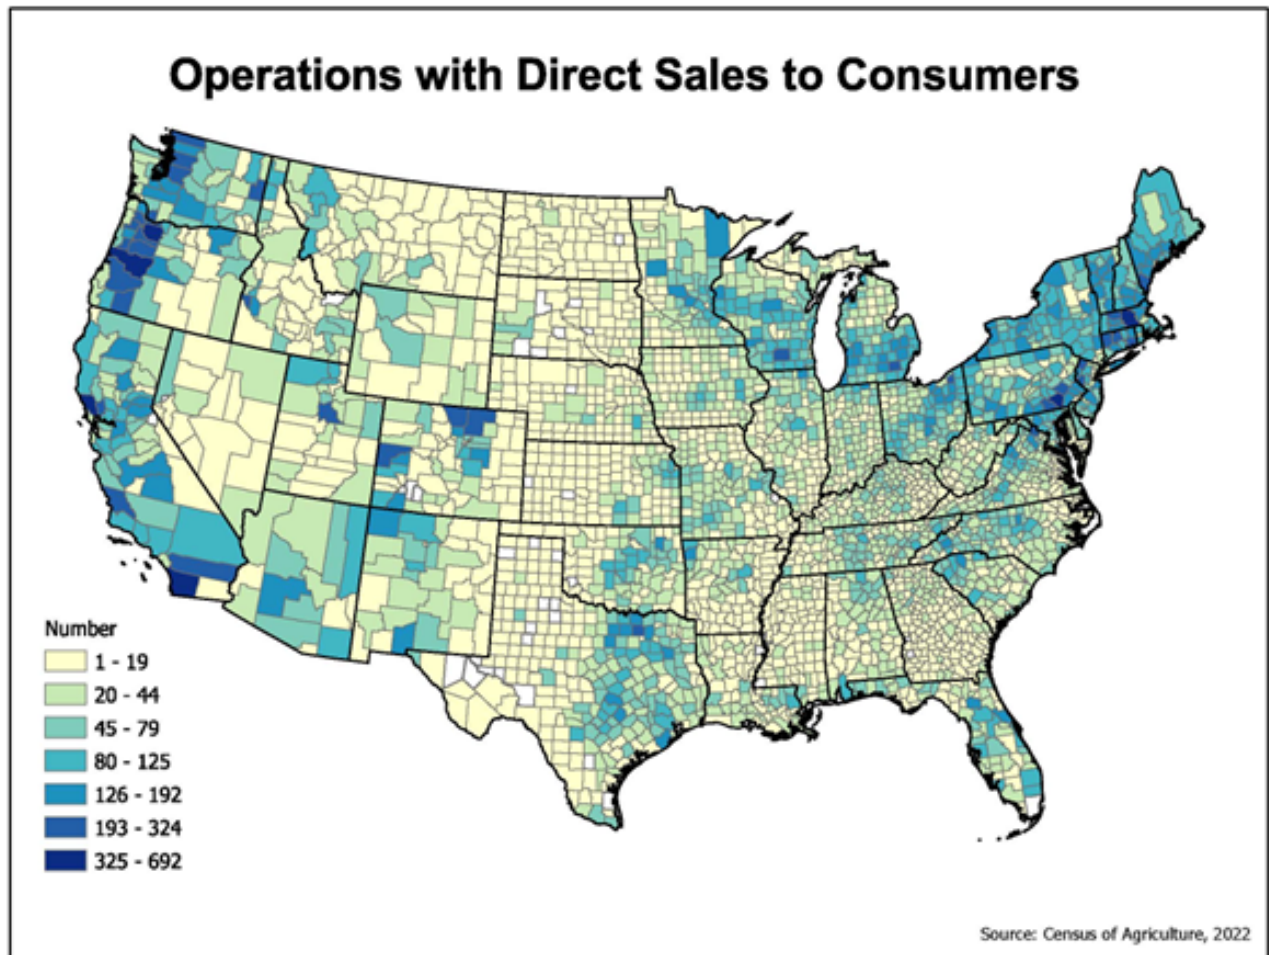 Operations with Direct Sales to Consumers
Number
1 - 19
20 - 44
45 - 79
80 - 125
126 - 192
193 - 324
325 - 692
Source: Census of Agriculture, 2022